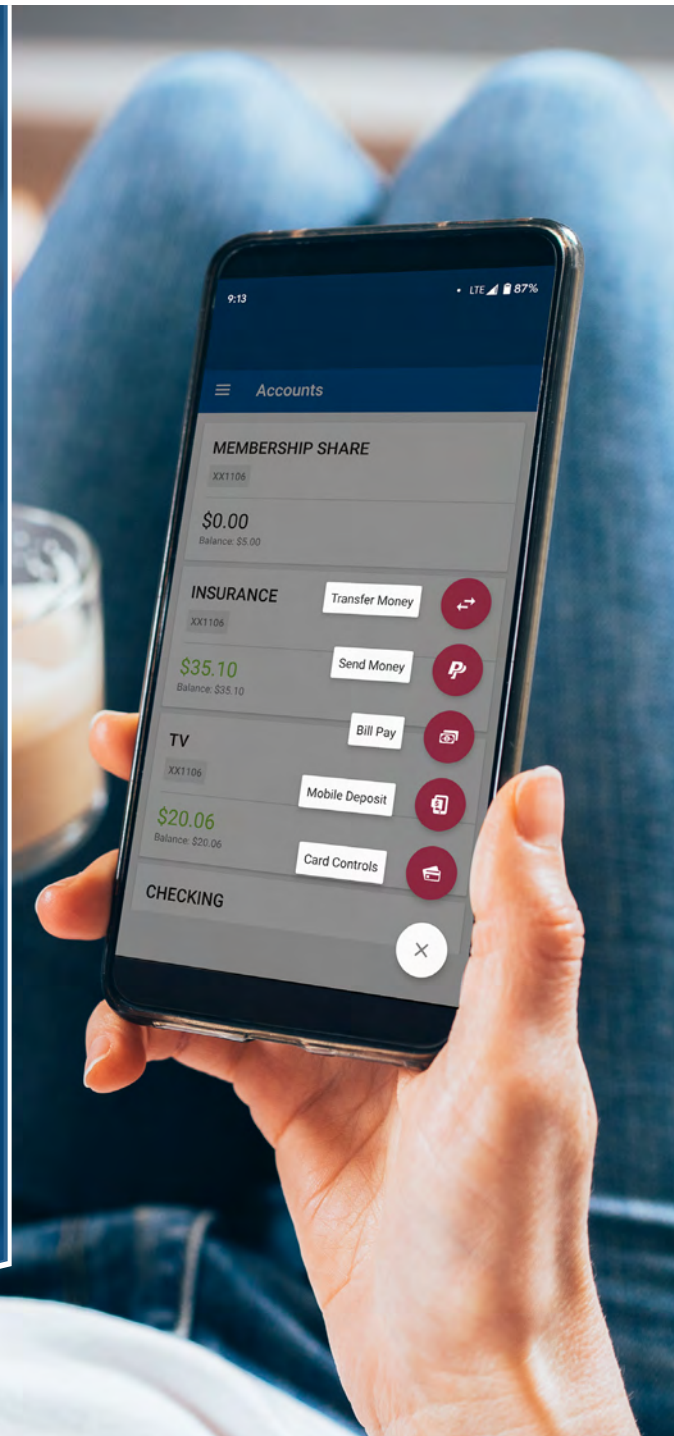 9:13
LTE 87%
Accounts
MEMBERSHIP SHARE
XX1106
$0.00
Balance: $5.00
INSURANCE
XX1106
$35.10
Balance: $35.10
Transfer Money
Send Money
Bill Pay
TV
XX1106
$20.06
Balance: $20.06
Mobile Deposit
Card Controls
CHECKING